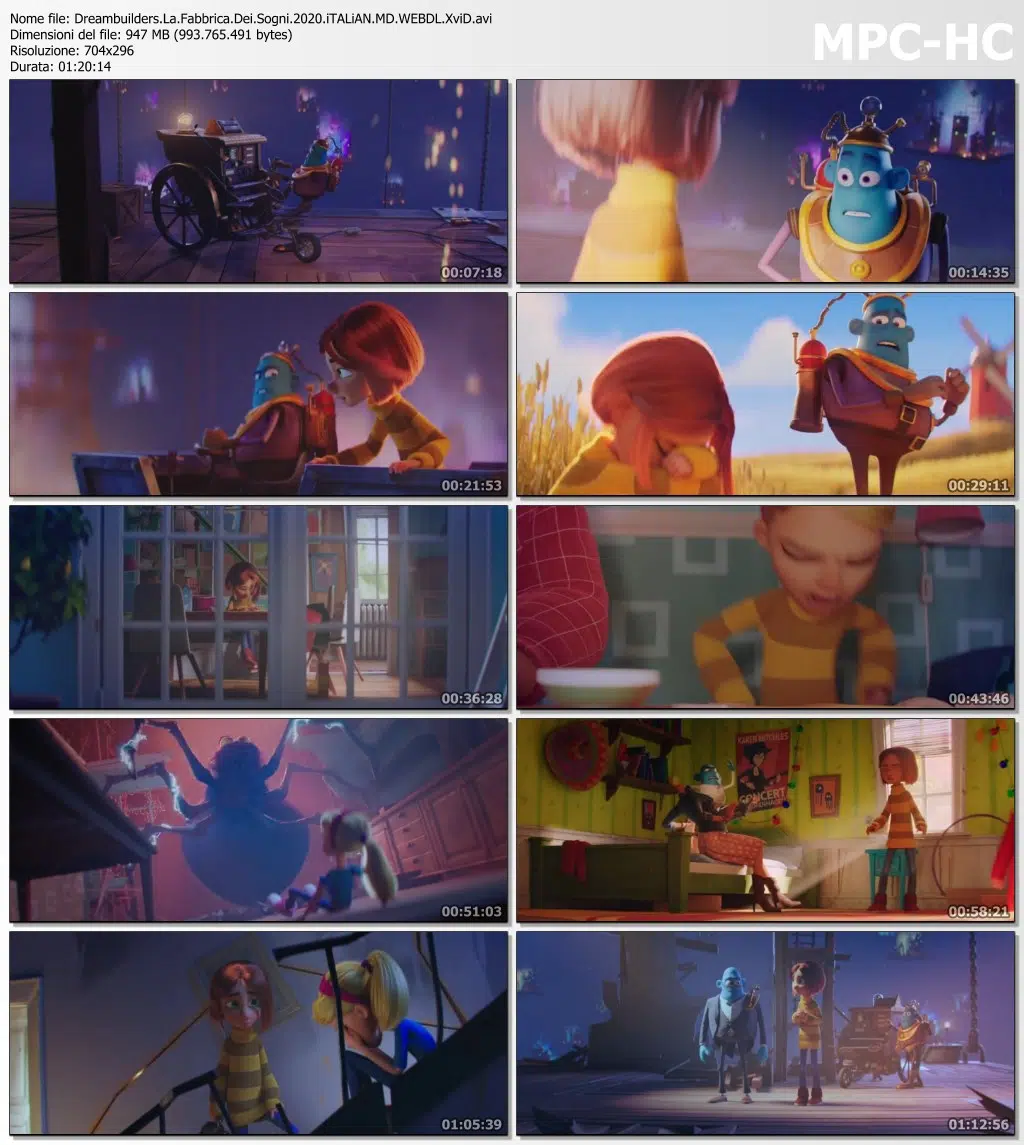 Nome file: Dreambuilders.La.Fabbrica.Dei.Sogni.2020.iTALiAN.MD.WEBDL.XviD.avi
Dimensioni del file: 947 MB (993.765.491 bytes)
Risoluzione: 704x296
Durata: 01:20:14
MPC-HC
00:07:18
00:14:35
00:21:53
00:29:11
00:36:28
00:43:46
00:51:03
CONCERT
00:58:21
01:05:39
01:12:56